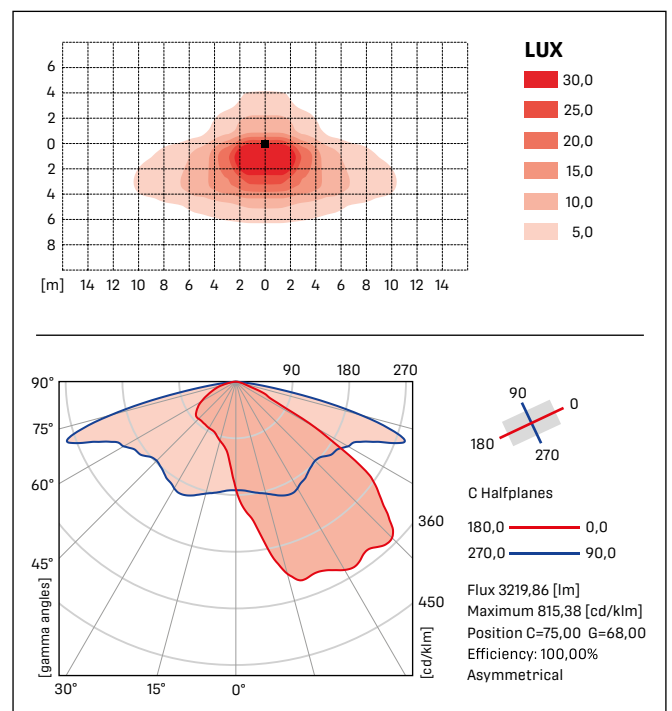 LUX
30,0
25,0
20,0
15,0
10,0
5,0
6
4
2
0
2
4
6
8
[m] 14 12 10 8 6 4 2 0 2 4 6 8 10 12 14
90 180 270
90°
75°
60°
45°
30° 15° 0°
360
450
[gamma angles]
[cd/klm]
90
0
180
270
C Halfplanes
180,0 0,0
270,0 90,0
Flux 3219,86 [lm]
Maximum 815,38 [cd/klm]
Position C=75,00 G=68,00
Efficiency: 100,00%
Asymmetrical